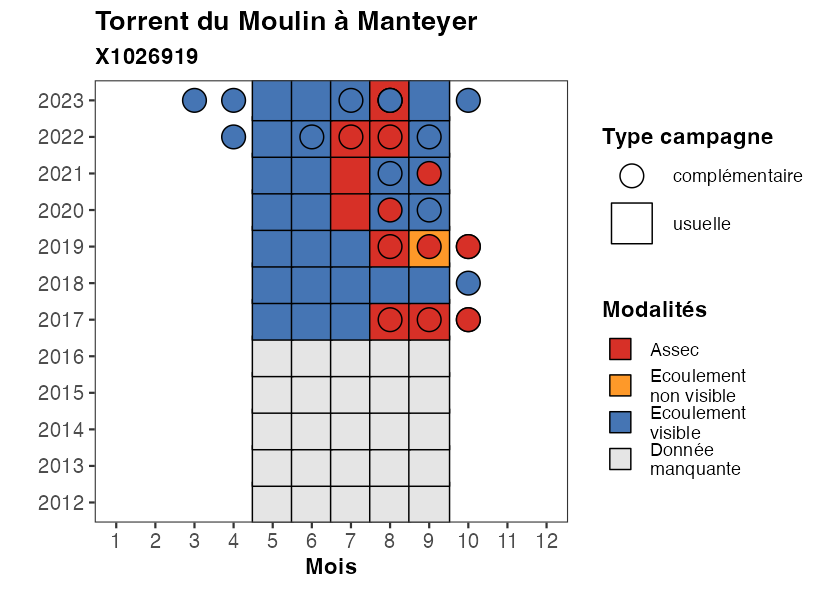 Torrent du Moulin à Manteyer
X1026919
2023
2022
2021
2020
2019
2018
2017
2016
2015
2014
2013
2012
1 2 3 4 5 6 7 8 9 10 11 12
Mois
Type campagne
complémentaire
usuelle
Modalités
Assec
Ecoulement
non visible
Ecoulement
visible
Donnée
manquante